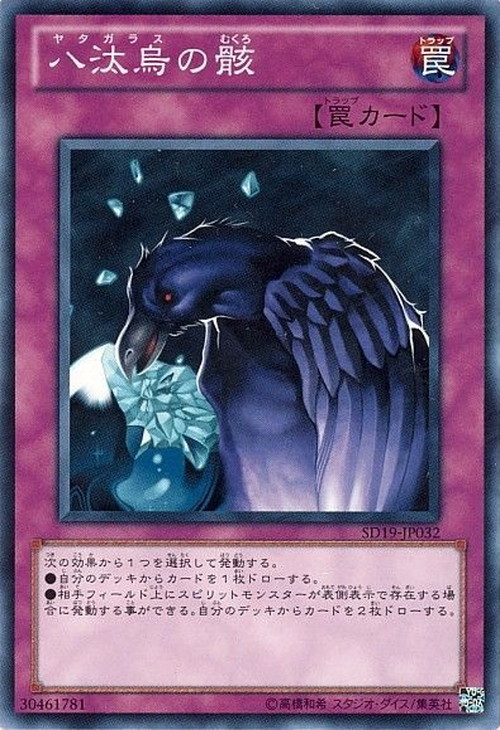 ヤタガラス むくろ
八汰烏の骸
トラップ
罠
トラップ
【罠カード】
SD19-JP032
次の効果から１つを選択して発動する。
●自分のデッキからカードを１枚ドローする。
●相手フィールド上にスピリットモンスターが表側表示で存在する場
合に発動する事ができる。自分のデッキからカードを２枚ドローする。
30461781
©高橋和希 スタジオ・ダイス/集英社